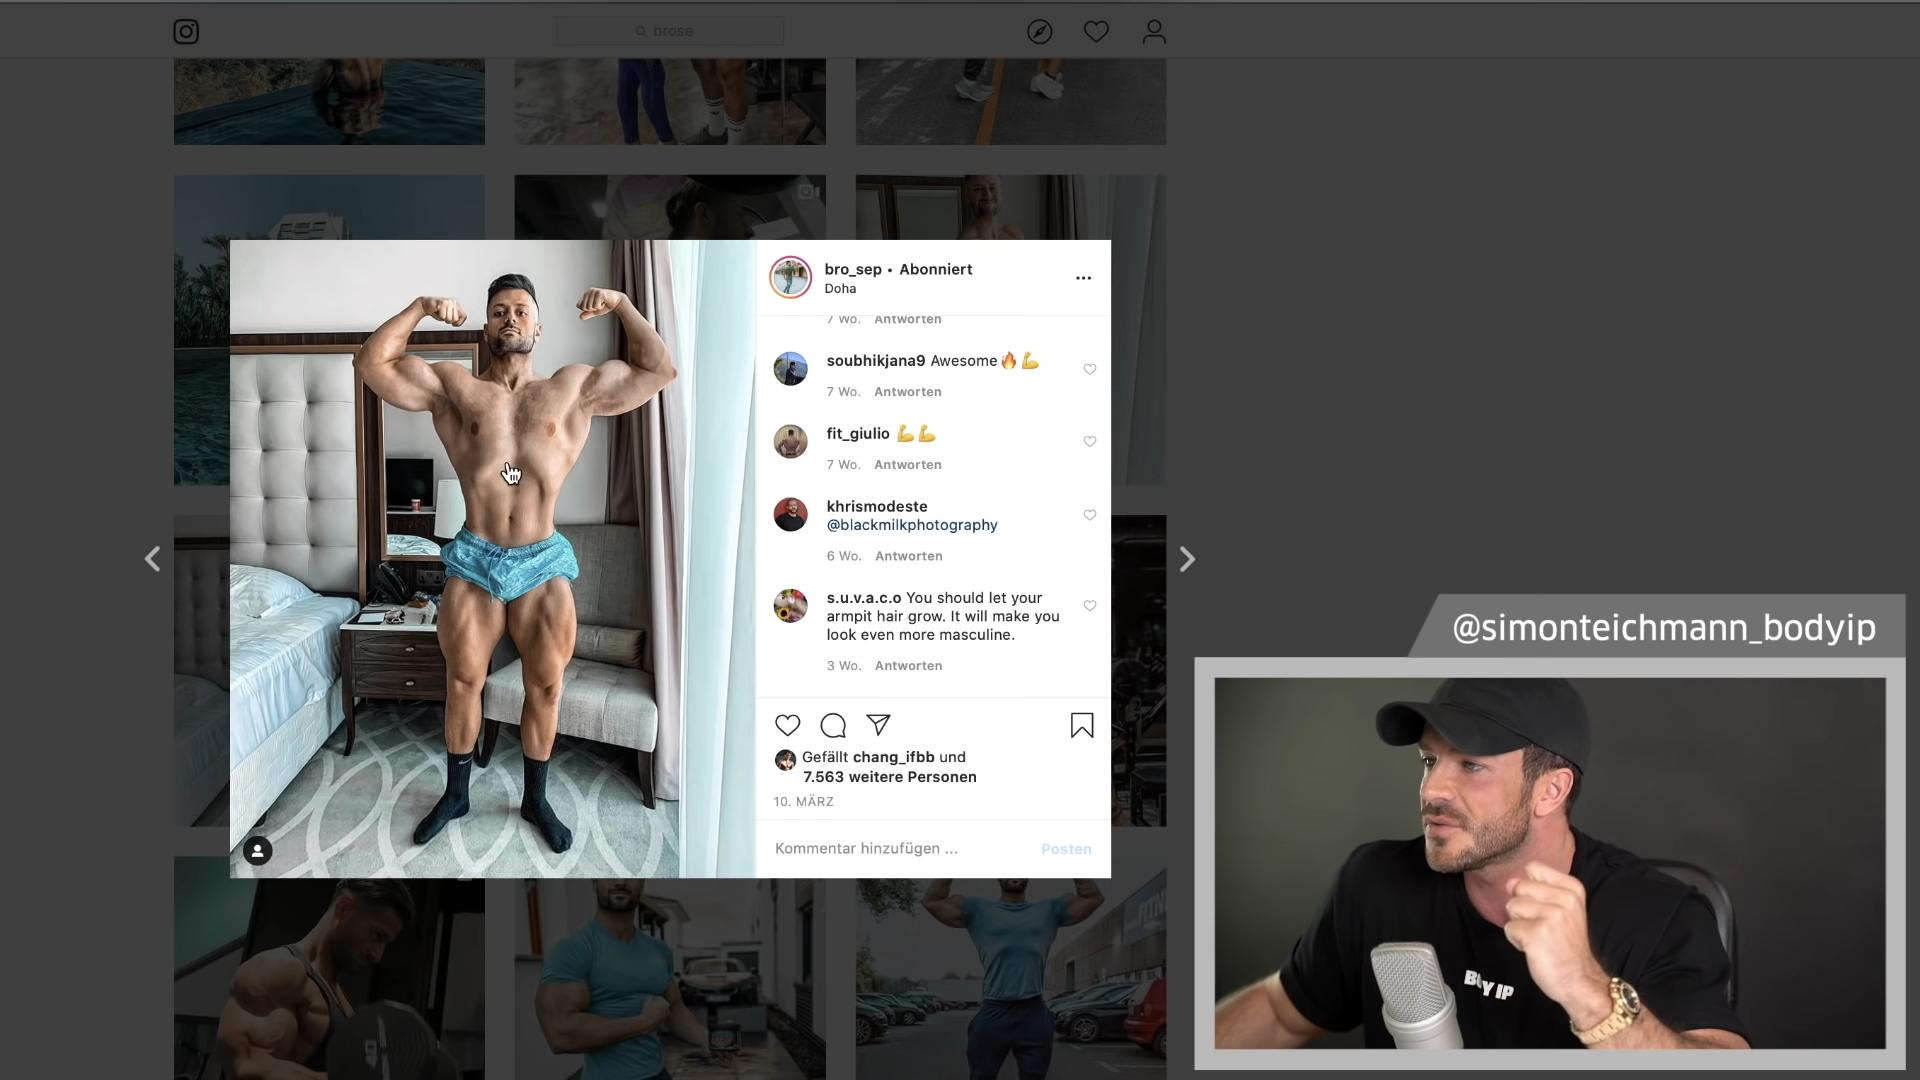 brose
bro_sep • Abonniert
Doha
7 Wo. Antworten
soubhikjana9 Awesome🔥💪
7 Wo. Antworten
fit_giulio 💪💪
7 Wo. Antworten
khrismodeste
@blackmilkphotography
6 Wo. Antworten
s.u.v.a.c.o You should let your
armpit hair grow. It will make you
look even more masculine.
3 Wo. Antworten
Gefällt chang_ifbb und
7.563 weitere Personen
10. MÄRZ
Kommentar hinzufügen ... Posten
@simonteichmann_bodyip